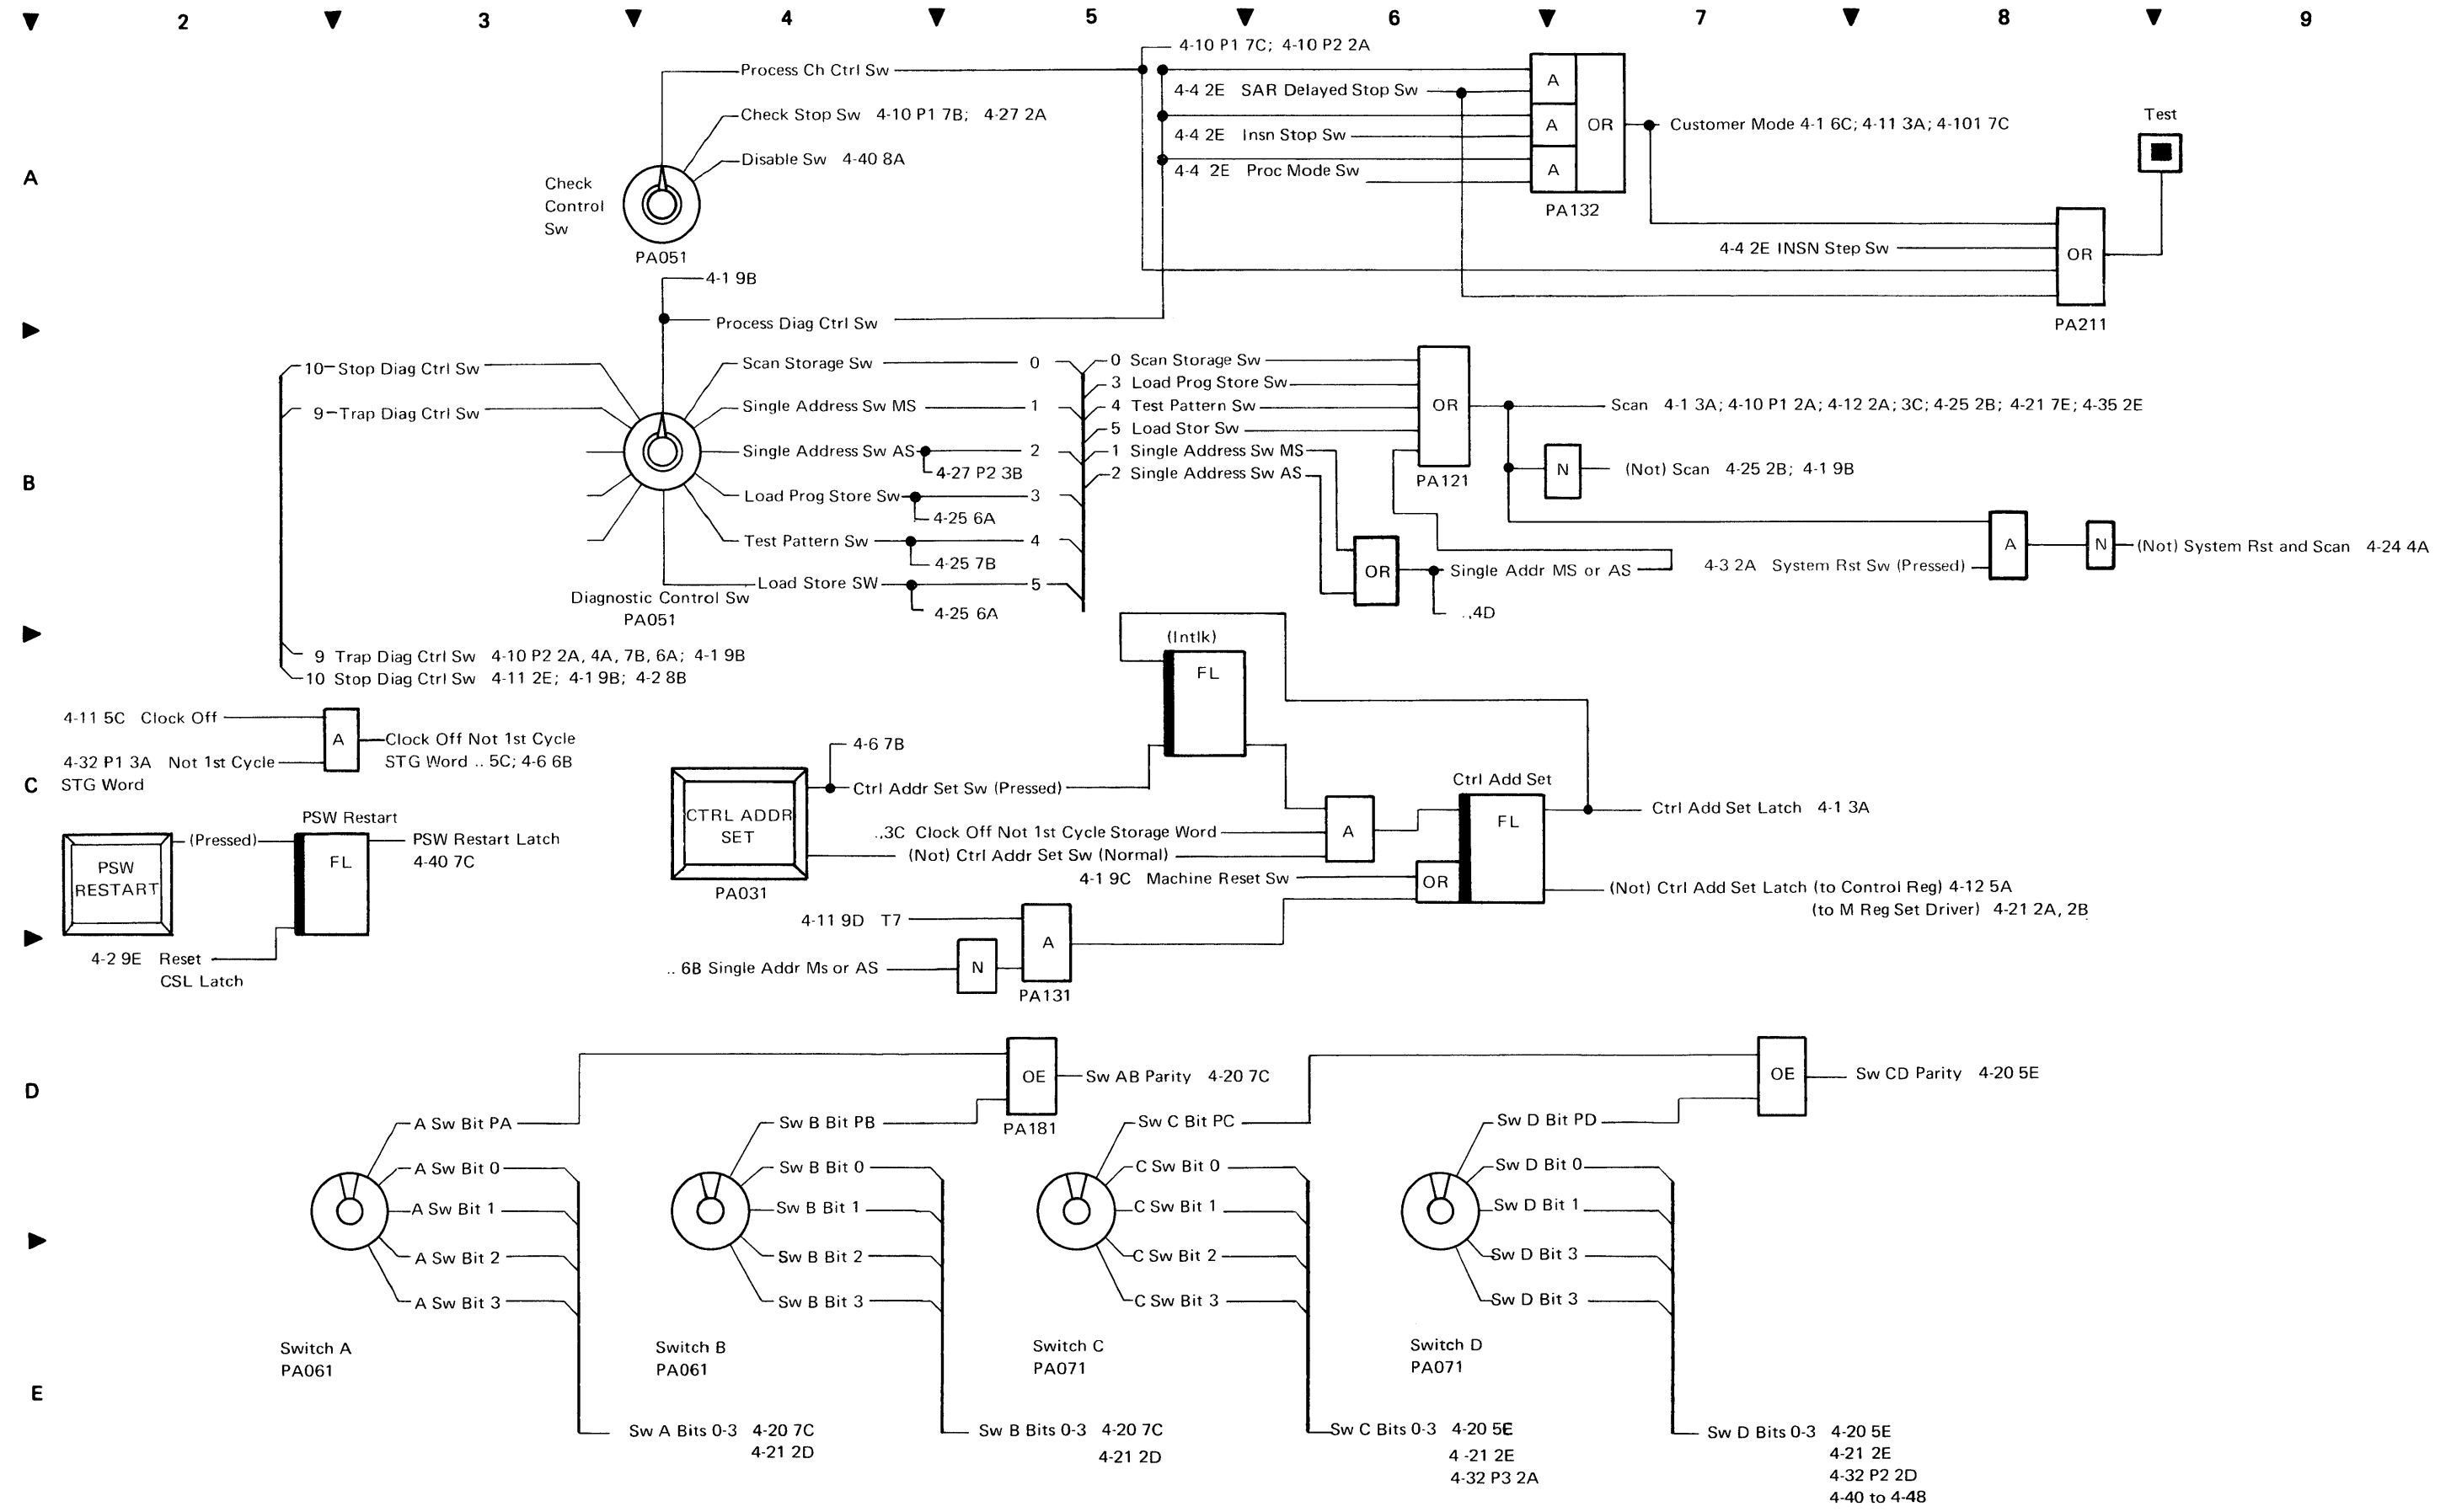 2 3 4 5 6 7 8 9
4-10 P1 7C; 4-10 P2 2A
Process Ch Ctrl Sw
A
4-4 2E SAR Delayed Stop Sw
Check Stop Sw 4-10 P1 7B; 4-27 2A
Test
A
OR
Customer Mode 4-1 6C; 4-11 3A; 4-101 7C
4-4 2E Insn Stop Sw
Disable Sw 4-40 8A
4-4 2E Proc Mode Sw
A
A
Check
Control
Sw
PA132
4-4 2E INSN Step Sw
OR
PA051
4-1 9B
Process Diag Ctrl Sw
PA211
10 Stop Diag Ctrl Sw
Scan Storage Sw 0
0 Scan Storage Sw
3 Load Prog Store Sw
9 Trap Diag Ctrl Sw
Single Address Sw MS 1
4 Test Pattern Sw
OR
Scan 4-1 3A; 4-10 P1 2A; 4-12 2A; 3C; 4-25 2B; 4-21 7E; 4-35 2E
5 Load Stor Sw
Single Address Sw AS 2
1 Single Address Sw MS
4-27 P2 3B
2 Single Address Sw AS
PA121
N
(Not) Scan 4-25 2B; 4-1 9B
B
Load Prog Store Sw 3
4-25 6A
Test Pattern Sw 4
4-25 7B
A
N
(Not) System Rst and Scan 4-24 4A
4-3 2A System Rst Sw (Pressed)
OR
Single Addr MS or AS
Load Store SW 5
Diagnostic Control Sw
PA051
4-25 6A
..,4D
(Intlk)
FL
9 Trap Diag Ctrl Sw 4-10 P2 2A, 4A, 7B, 6A; 4-1 9B
10 Stop Diag Ctrl Sw 4-11 2E; 4-1 9B; 4-2 8B
4-11 5C Clock Off
A
Clock Off Not 1st Cycle
STG Word .. 5C; 4-6 6B
4-32 P1 3A Not 1st Cycle
STG Word
C
4-6 7B
Ctrl Addr Set Sw (Pressed)
Ctrl Add Set
CTRL ADDR
SET
FL
Ctrl Add Set Latch 4-1 3A
.,3C Clock Off Not 1st Cycle Storage Word
A
(Not) Ctrl Addr Set Sw (Normal)
PSW Restart
(Pressed)
PSW Restart Latch
4-40 7C
FL
PSW
RESTART
PA031
4-1 9C Machine Reset Sw
OR
(Not) Ctrl Add Set Latch (to Control Reg) 4-12 5A
(to M Reg Set Driver) 4-21 2A, 2B
4-11 9D T7
A
4-2 9E Reset
CSL Latch
.. 6B Single Addr Ms or AS
N
PA131
D
OE
Sw AB Parity 4-20 7C
OE
Sw CD Parity 4-20 5E
PA181
A Sw Bit PA
Sw B Bit PB
Sw C Bit PC
Sw D Bit PD
A Sw Bit 0
Sw B Bit 0
C Sw Bit 0
Sw D Bit 0
A Sw Bit 1
Sw B Bit 1
C Sw Bit 1
Sw D Bit 1
A Sw Bit 2
Sw B Bit 2
C Sw Bit 2
Sw D Bit 3
A Sw Bit 3
Sw B Bit 3
C Sw Bit 3
Sw D Bit 3
Switch A
PA061
Switch B
PA061
Switch C
PA071
Switch D
PA071
E
Sw A Bits 0-3 4-20 7C
4-21 2D
Sw B Bits 0-3 4-20 7C
4-21 2D
Sw C Bits 0-3 4-20 5E
4-21 2E
4-32 P3 2A
Sw D Bits 0-3 4-20 5E
4-21 2E
4-32 P2 2D
4-40 to 4-48